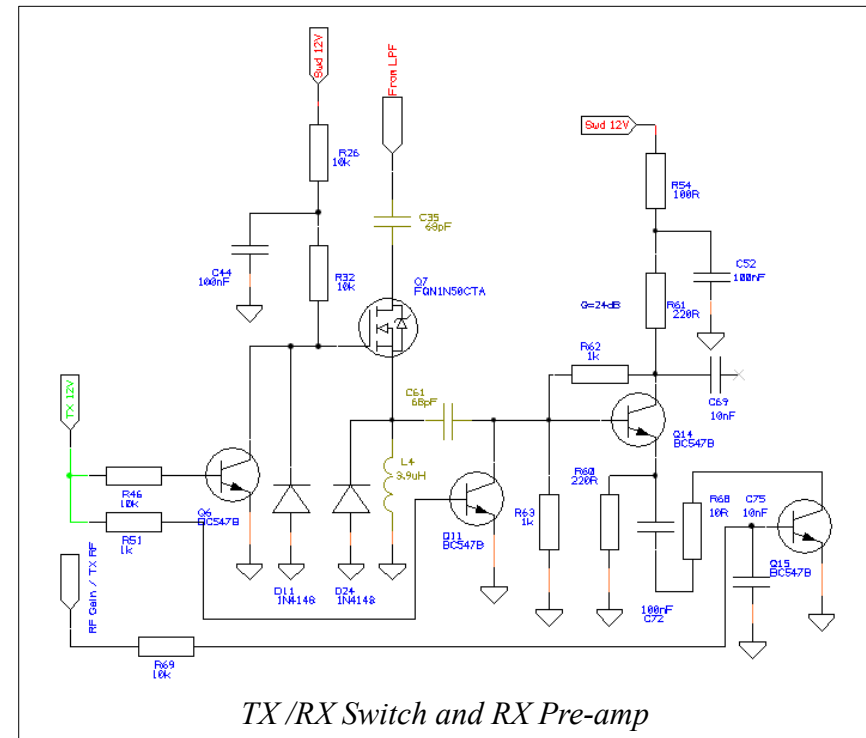 Swd 12V
From LPF
Swd 12V
R26
10k
R54
100R
C35
68pF
C44
100nF
R32
10k
Q7
FQN1N50CTA
C52
100nF
G=24dB
R61
220R
R62
1k
TX 12V
C61
68pF
C69
10nF
Q14
BC547B
L4
3.9uH
R46
10k
Q6
BC547B
R60
220R
R68
10R
C75
10nF
R51
1k
R63
1k
Q11
BC547B
Q15
BC547B
D11
1N4148
D24
1N4148
RF Gain / TX RF
100nF
C72
R69
10k
TX /RX Switch and RX Pre-amp